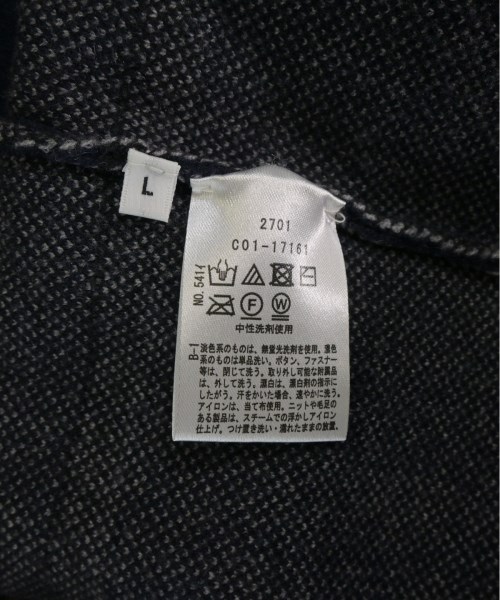 L
2701
C01-17161
NO.541イ
F
W
中性洗剤使用
B-I
淡色系のものは、無蛍光洗剤を使用。濃色
系のものは単品洗い。ボタン、ファスナー
等は、閉じて洗う。取り外し可能な附属品
は、外して洗う。漂白は、漂白剤の指示に
したがう。汗をかいた場合、速やかに洗う。
アイロンは、当て布使用。ニットや毛足の
ある製品は、スチームでの浮かしアイロン
仕上げ。つけ置き洗い・濡れたままの放置。